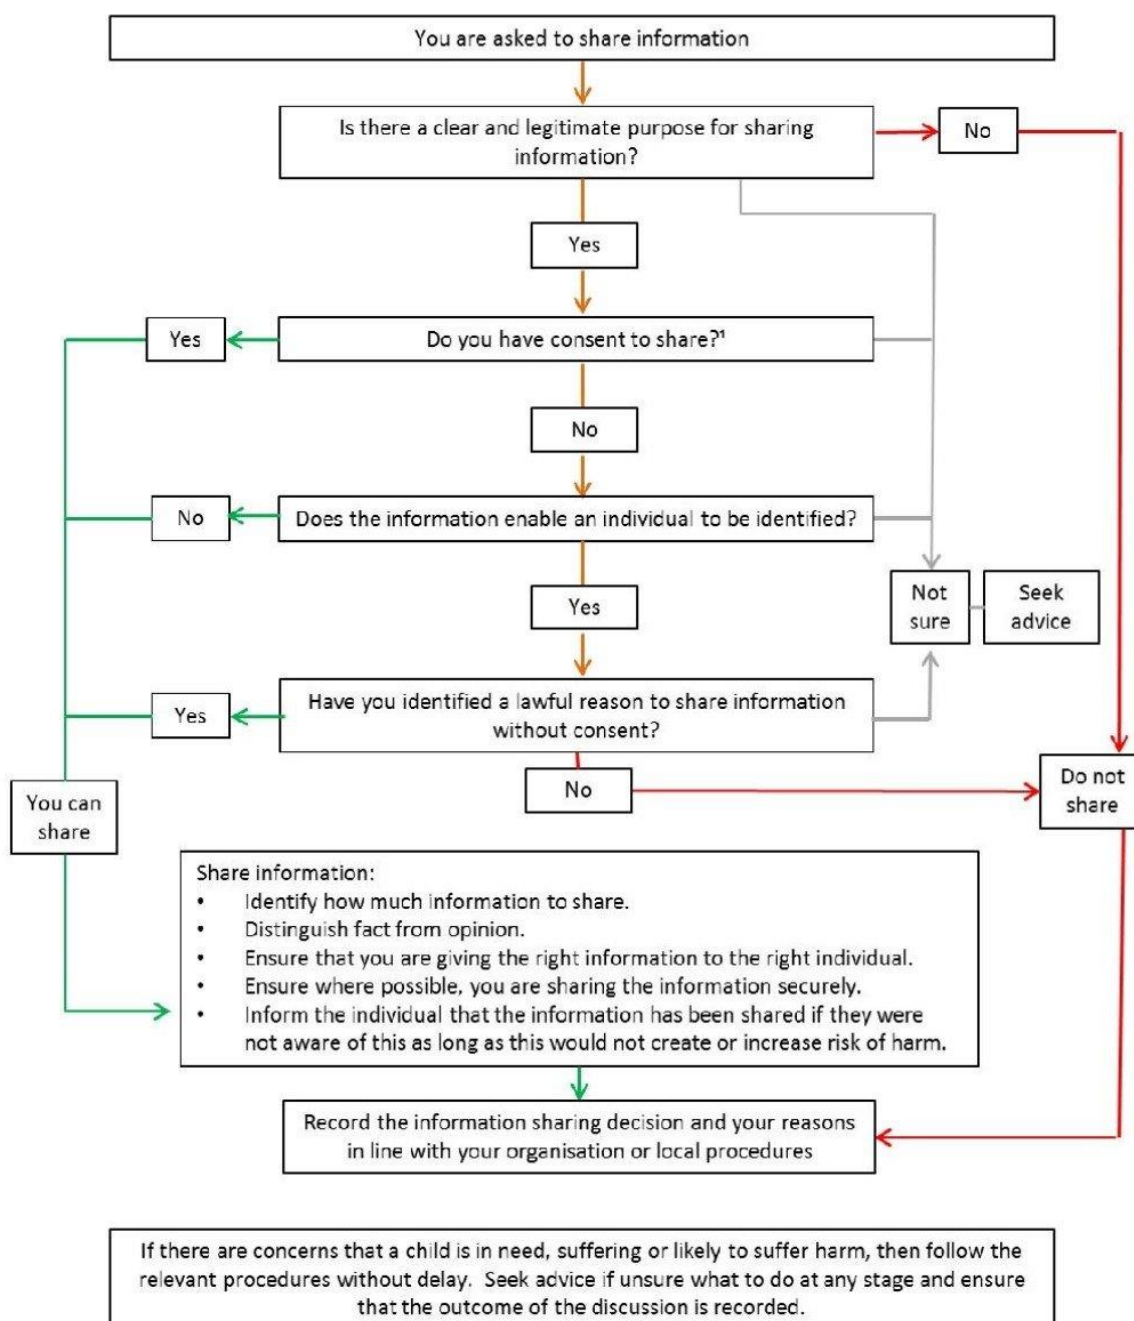 You are asked to share information
Is there a clear and legitimate purpose for sharing
information?
No
Yes
Yes
Do you have consent to share?¹
No
No
Does the information enable an individual to be identified?
Yes
Not
sure
Seek
advice
Yes
Have you identified a lawful reason to share information
without consent?
No
Do not
share
You can
share
Share information:
• Identify how much information to share.
• Distinguish fact from opinion.
• Ensure that you are giving the right information to the right individual.
• Ensure where possible, you are sharing the information securely.
• Inform the individual that the information has been shared if they were
not aware of this as long as this would not create or increase risk of harm.
Record the information sharing decision and your reasons
in line with your organisation or local procedures
If there are concerns that a child is in need, suffering or likely to suffer harm, then follow the
relevant procedures without delay. Seek advice if unsure what to do at any stage and ensure
that the outcome of the discussion is recorded.